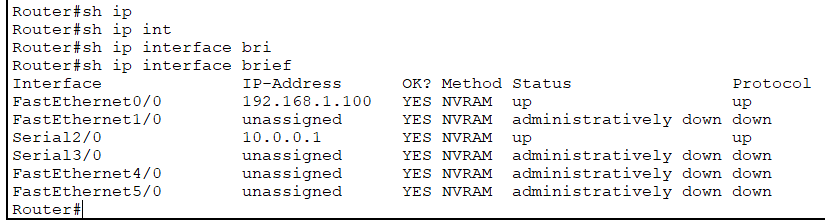 Router#sh ip
Router#sh ip int
Router#sh ip interface bri
Router#sh ip interface brief
Interface              IP-Address      OK? Method Status                Protocol
FastEthernet0/0        192.168.1.100   YES NVRAM  up                    up
FastEthernet1/0        unassigned      YES NVRAM  administratively down down
Serial2/0              10.0.0.1        YES NVRAM  up                    up
Serial3/0              unassigned      YES NVRAM  administratively down down
FastEthernet4/0        unassigned      YES NVRAM  administratively down down
FastEthernet5/0        unassigned      YES NVRAM  administratively down down
Router#